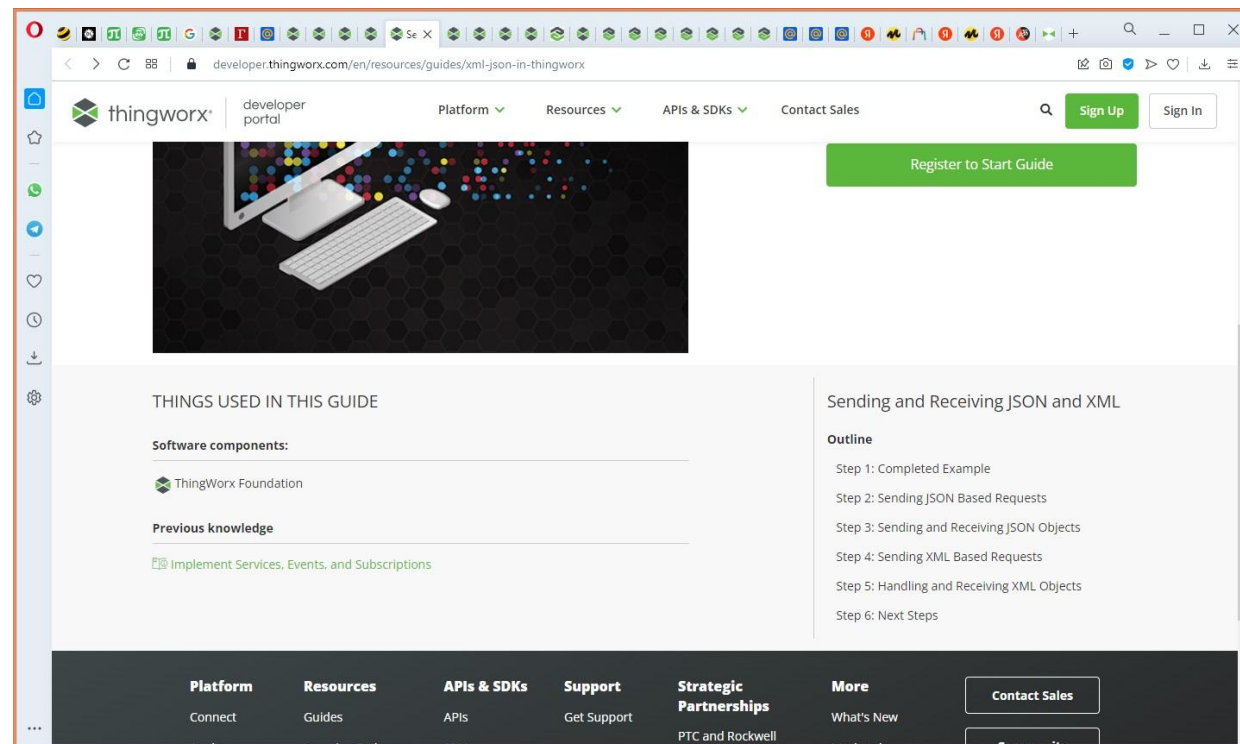 Se
developer.thingworx.com/en/resources/guides/xml-json-in-thingworx
thingworx
developer
portal
Platform
Resources
APIs & SDKs
Contact Sales
Sign Up
Sign In
Register to Start Guide
THINGS USED IN THIS GUIDE
Software components:
ThingWorx Foundation
Previous knowledge
Implement Services, Events, and Subscriptions
Sending and Receiving JSON and XML
Outline
Step 1: Completed Example
Step 2: Sending JSON Based Requests
Step 3: Sending and Receiving JSON Objects
Step 4: Sending XML Based Requests
Step 5: Handling and Receiving XML Objects
Step 6: Next Steps
Platform
Connect
Resources
Guides
APIs & SDKs
APIs
Support
Get Support
Strategic
Partnerships
PTC and Rockwell
More
What's New
Contact Sales